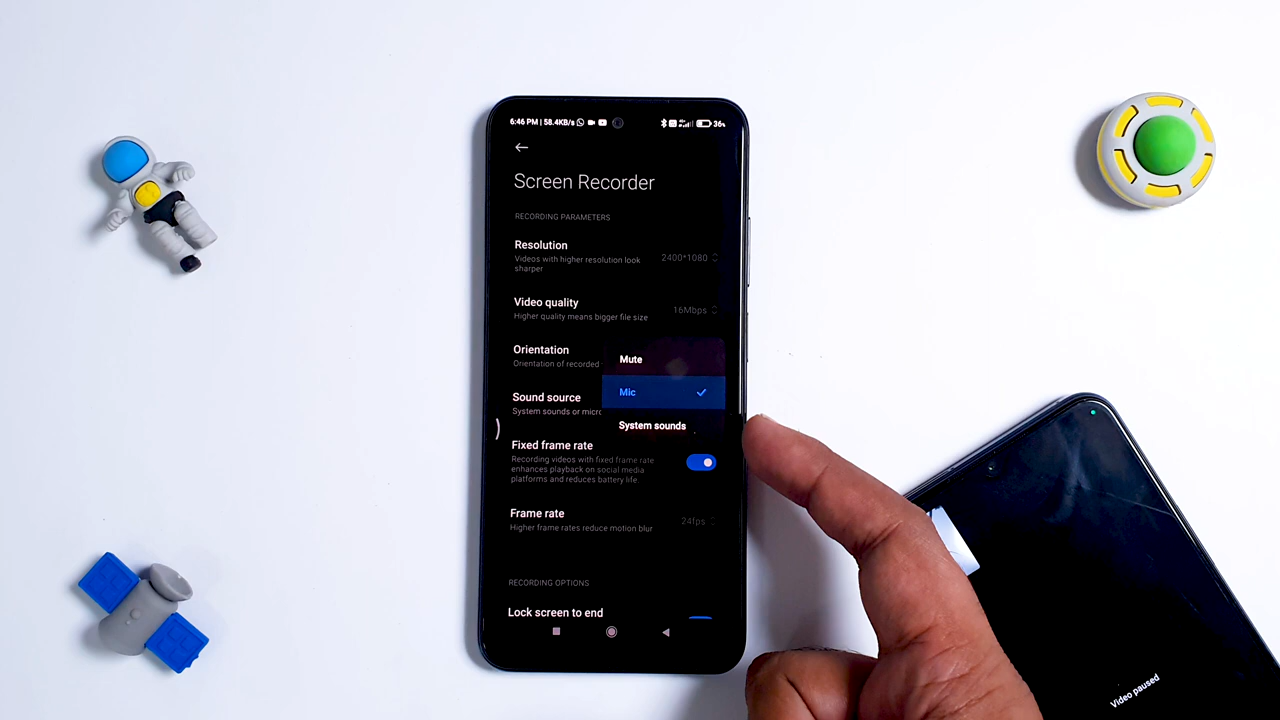 6:46 PM | 58.4KB/s
36%
Screen Recorder
RECORDING PARAMETERS
Resolution
Videos with higher resolution look
sharper
2400*1080
Video quality
Higher quality means bigger file size
16Mbps
Orientation
Orientation of recorded
Mute
Mic
System sounds
Sound source
System sounds or micro
Fixed frame rate
Recording videos with fixed frame rate
enhances playback on social media
platforms and reduces battery life.
Frame rate
Higher frame rates reduce motion blur
24fps
RECORDING OPTIONS
Lock screen to end
Video paused